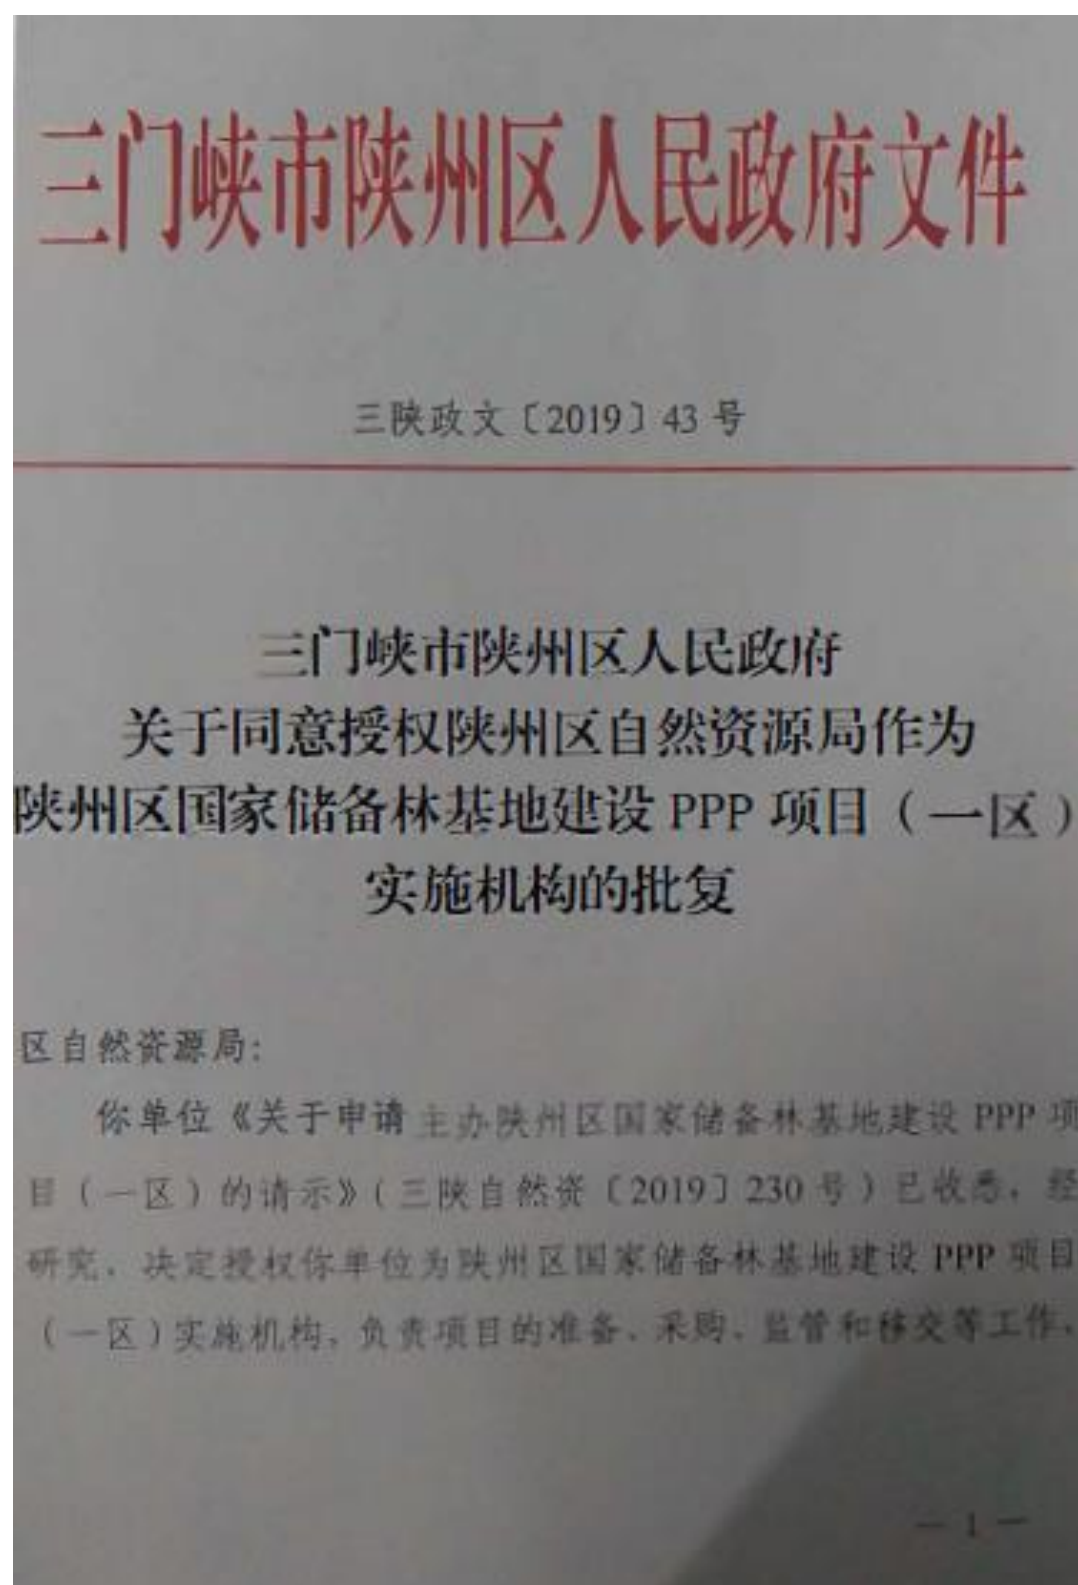 三门峡市陕州区人民政府文件
三陕政文〔2019〕43号
三门峡市陕州区人民政府
关于同意授权陕州区自然资源局作为
陕州区国家储备林基地建设PPP项目（一区）
实施机构的批复
区自然资源局：
你单位《关于申请主办陕州区国家储备林基地建设PPP项
目（一区）的请示》（三陕自然资〔2019〕230号）已收悉，经
研究，决定授权你单位为陕州区国家储备林基地建设PPP项目
（一区）实施机构，负责项目的准备、采购、监管和移交等工作，
— 1 —